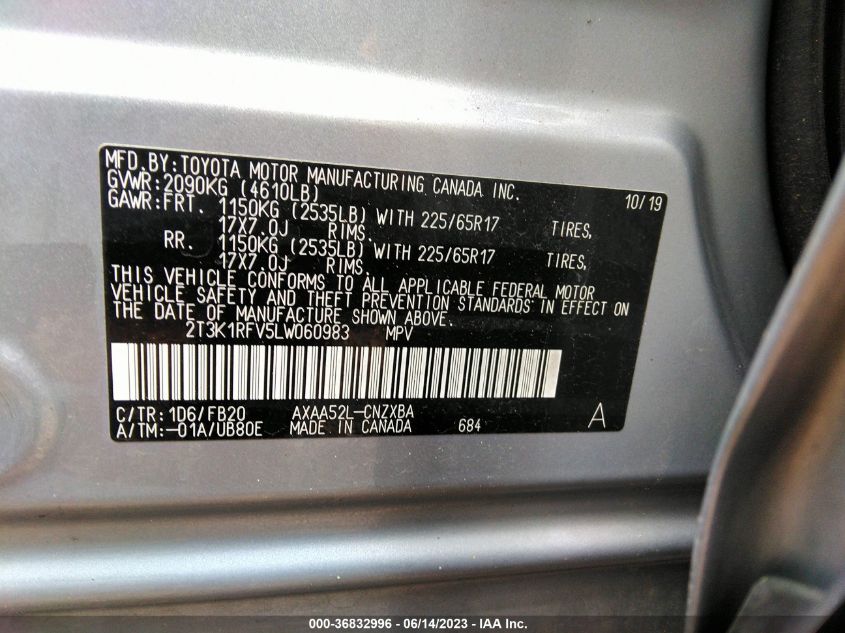 MFD. BY: TOYOTA MOTOR MANUFACTURING CANADA INC.
GVWR: 2090KG (4610LB) 10/19
GAWR: FRT. 1150KG (2535LB) WITH 225/65R17 TIRES,
17X7.0J RIMS.
RR. 1150KG (2535LB) WITH 225/65R17 TIRES,
17X7.0J RIMS.
THIS VEHICLE CONFORMS TO ALL APPLICABLE FEDERAL MOTOR
VEHICLE SAFETY AND THEFT PREVENTION STANDARDS IN EFFECT ON
THE DATE OF MANUFACTURE SHOWN ABOVE.
2T3K1RFV5LW060983 MPV
C/TR: 1D6/FB20 AXAA52L-CNZXBA
A/TM:-01A/UB80E MADE IN CANADA 684 A
000-36832996 - 06/14/2023 - IAA Inc.